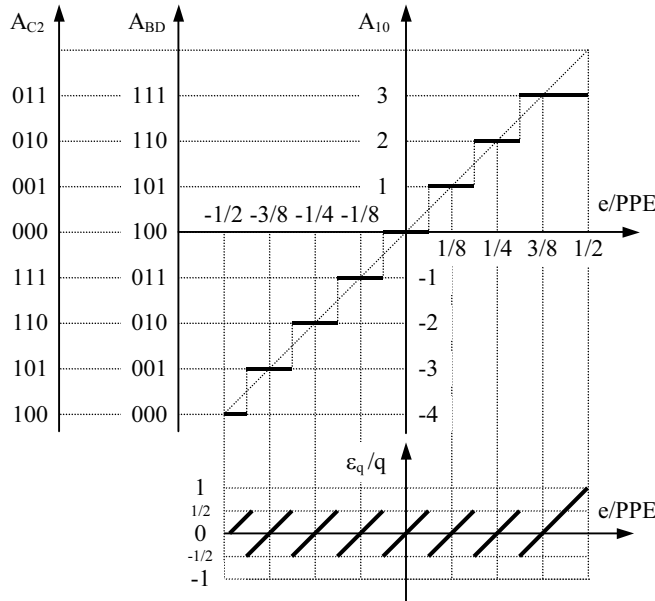 A_C2 A_BD A_10
011 111 3
010 110 2
001 101 1
-1/2 -3/8 -1/4 -1/8 e/PPE
000 100
1/8 1/4 3/8 1/2
111 011 -1
110 010 -2
101 001 -3
100 000 -4
ε_q/q
1
1/2 e/PPE
0
-1/2
-1